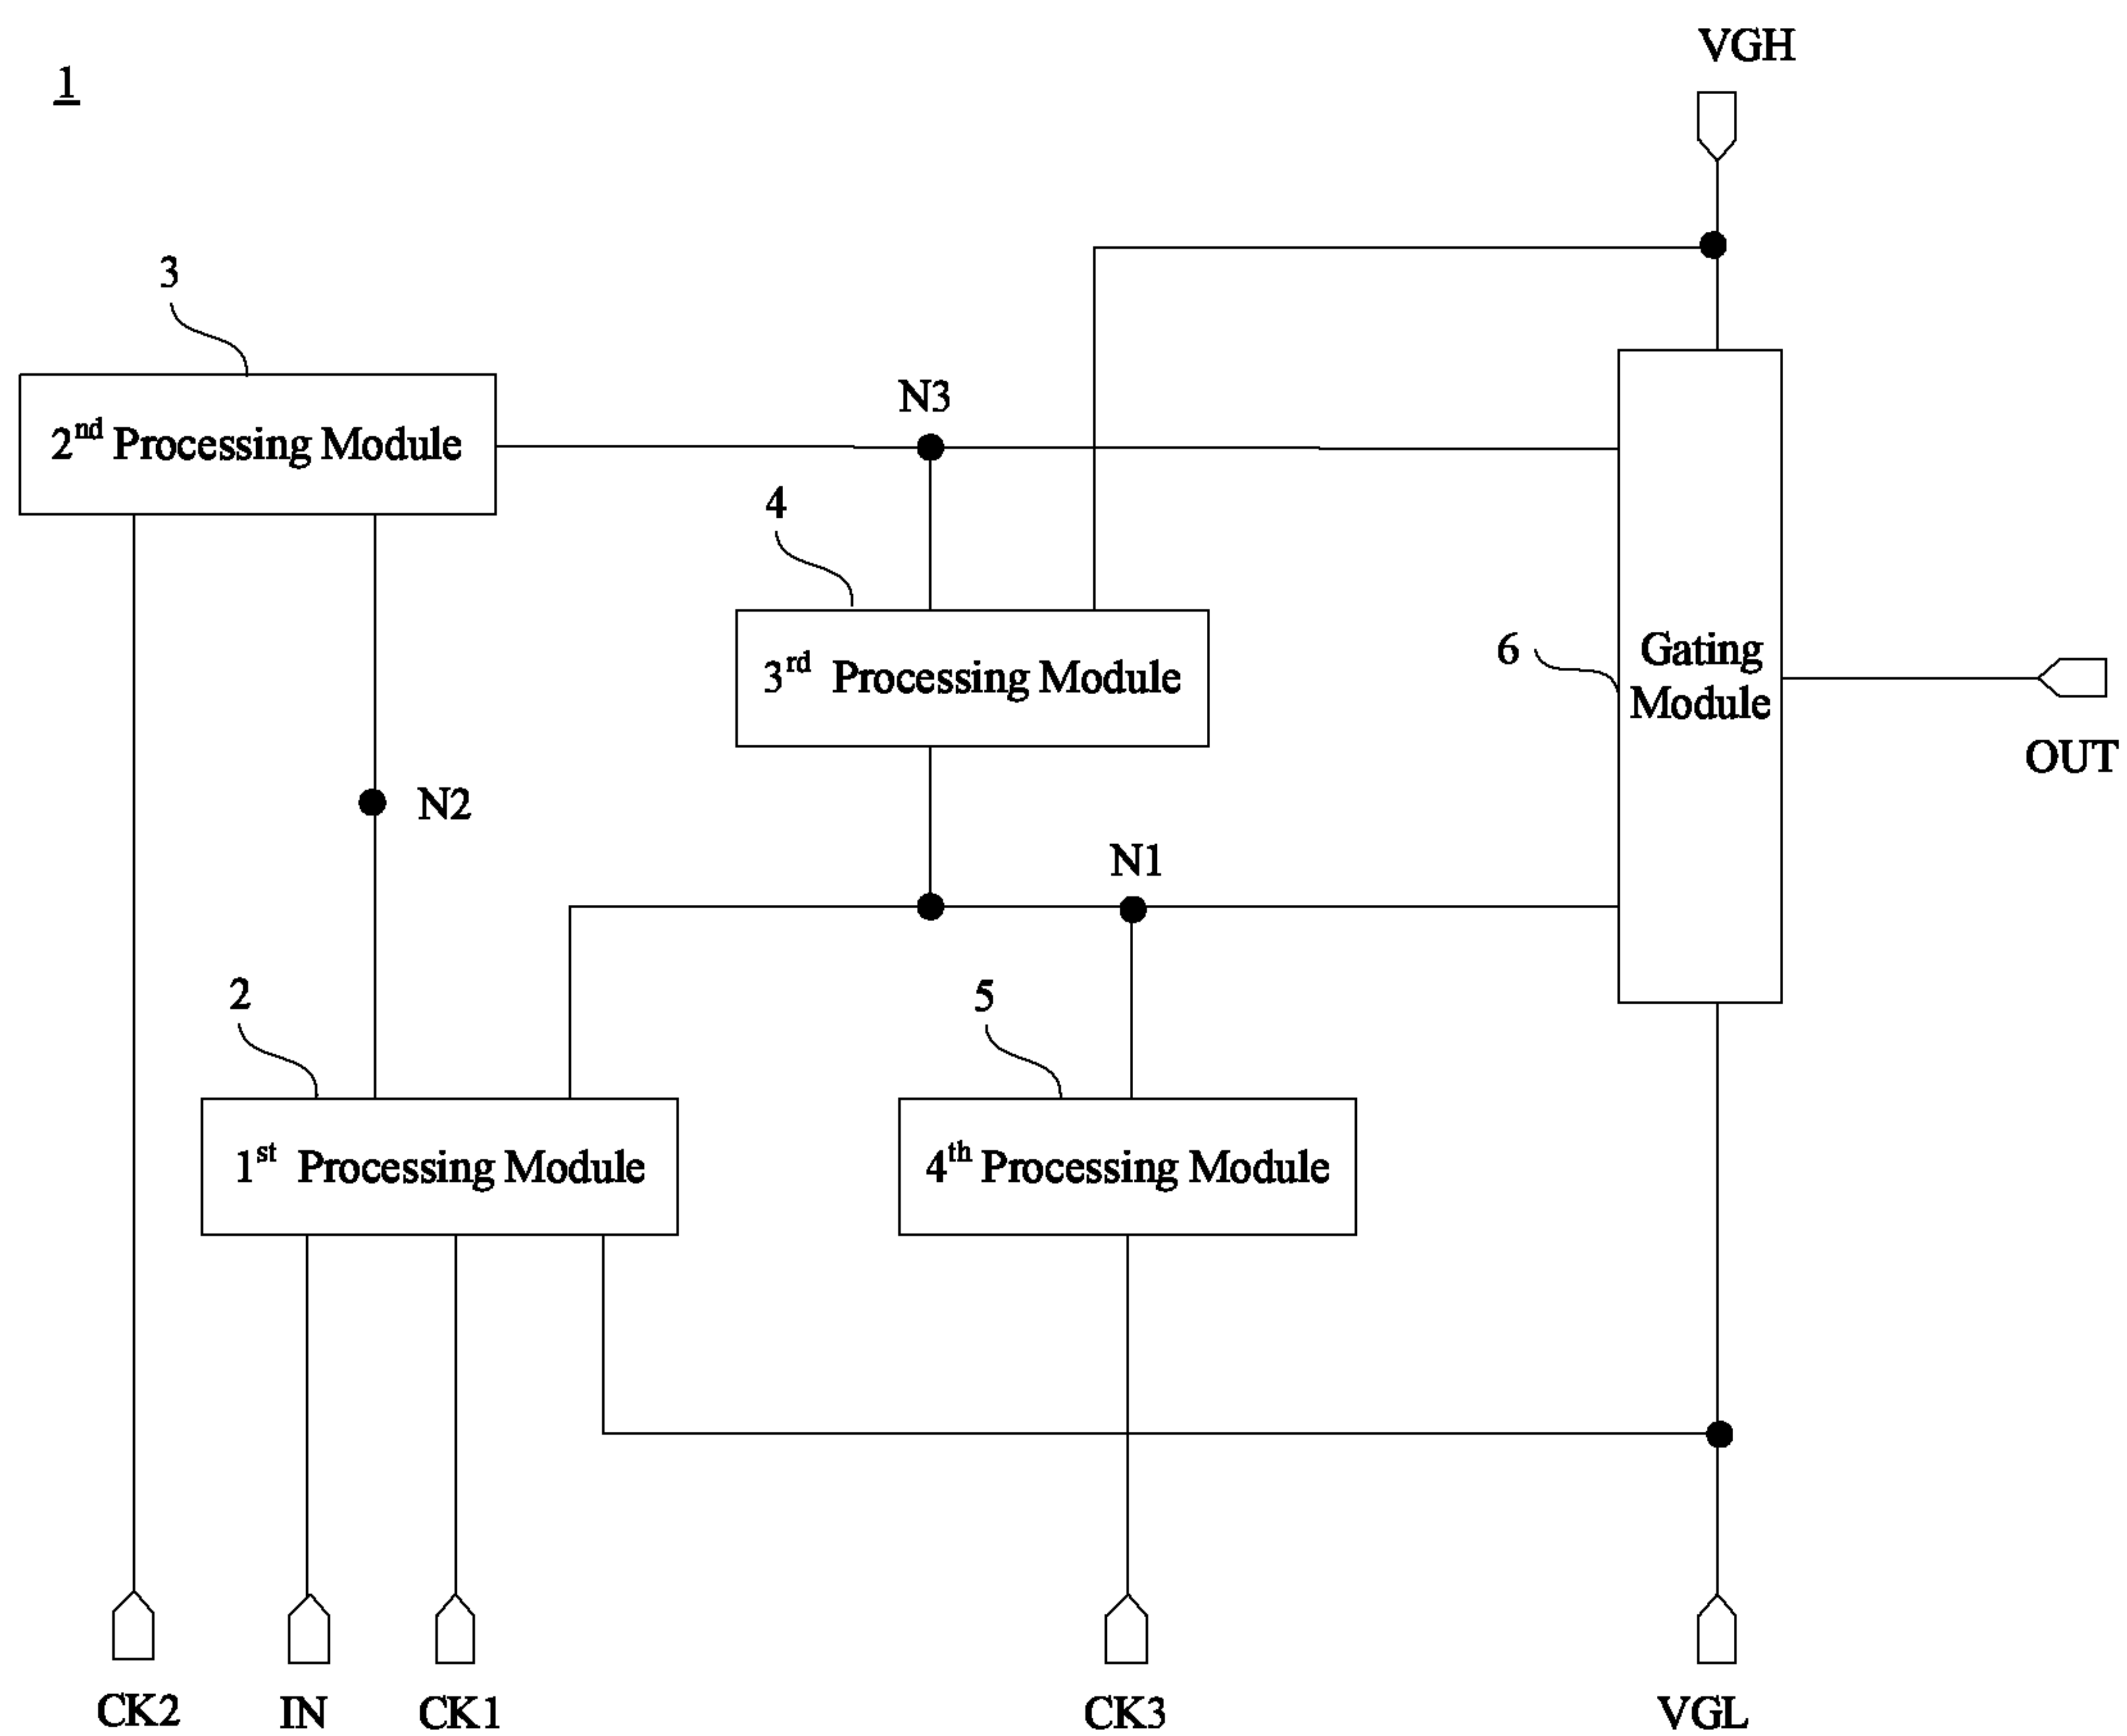 VGH
1
3
N3
2nd Processing Module
4
3rd Processing Module
6
Gating
Module
OUT
N2
N1
2
5
1st Processing Module
4th Processing Module
CK2
IN
CK1
CK3
VGL